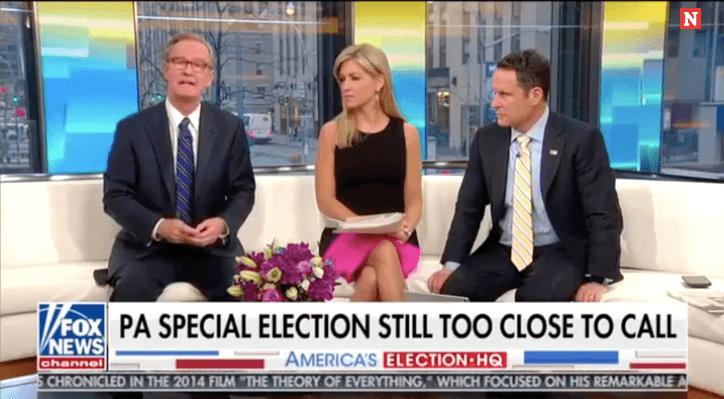 N
PA SPECIAL ELECTION STILL TOO CLOSE TO CALL
FOX
NEWS
channel
AMERICA'S ELECTION HQ
S CHRONICLED IN THE 2014 FILM "THE THEORY OF EVERYTHING," WHICH FOCUSED ON HIS REMARKABLE A